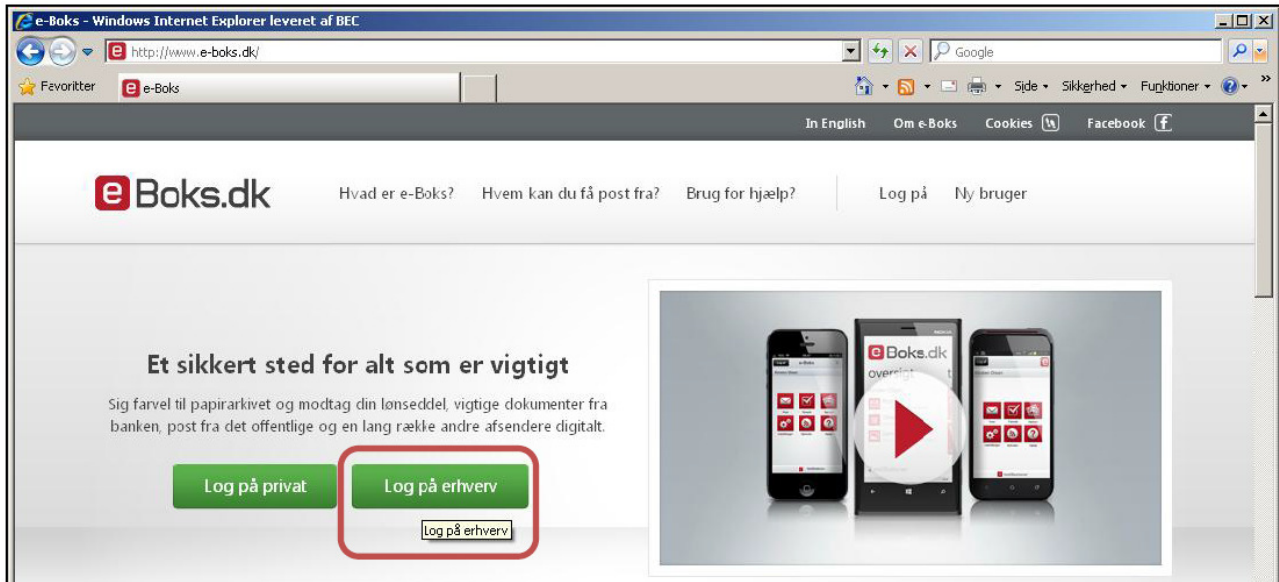 e-Boks - Windows Internet Explorer leveret af BEC
http://www.e-boks.dk/
Google
Favoritter
e-Boks
Side
Sikkerhed
Funktioner
In English
Om e-Boks
Cookies
Facebook
e Boks.dk
Hvad er e-Boks?
Hvem kan du få post fra?
Brug for hjælp?
Log på
Ny bruger
Et sikkert sted for alt som er vigtigt
Sig farvel til papirarkivet og modtag din lønseddel, vigtige dokumenter fra
banken, post fra det offentlige og en lang række andre afsendere digitalt.
Log på privat
Log på erhverv
Log på erhverv
NOKIA
e Boks.dk
oversigt